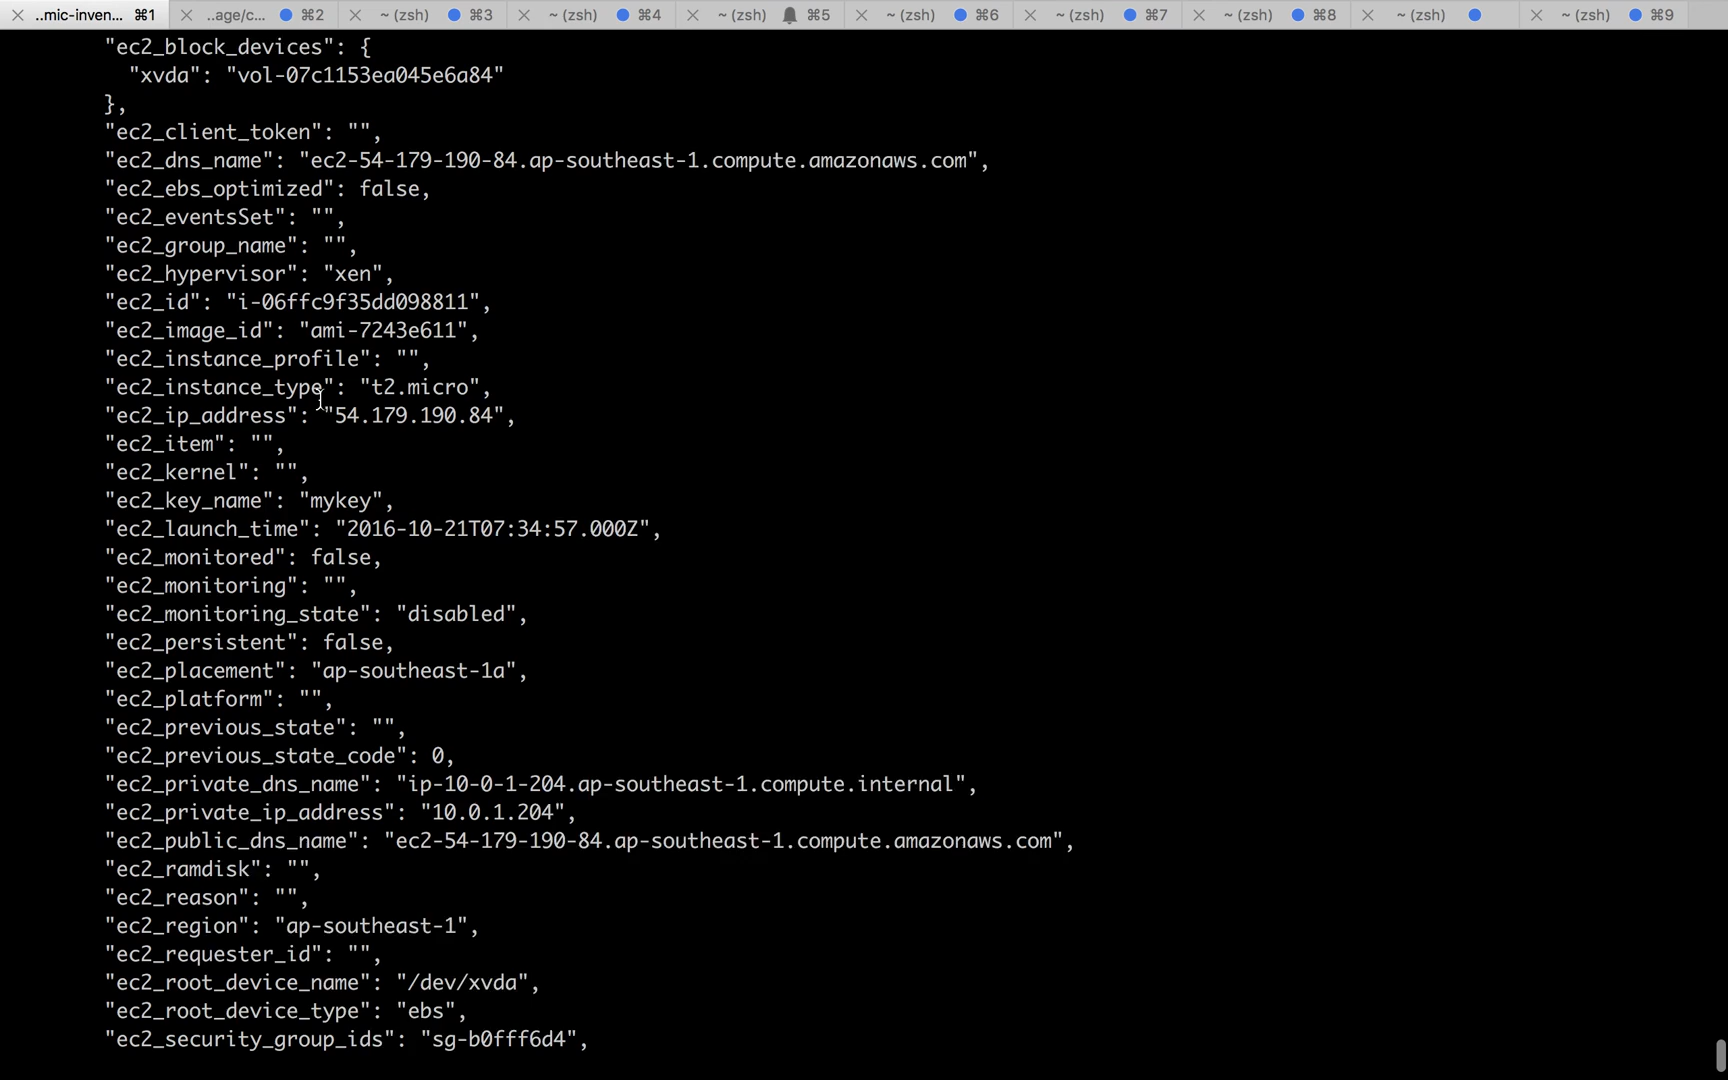 ..mic-inven... ⌘1 ..age/c... ⌘2 ~ (zsh) ⌘3 ~ (zsh) ⌘4 ~ (zsh) ⌘5 ~ (zsh) ⌘6 ~ (zsh) ⌘7 ~ (zsh) ⌘8 ~ (zsh) ~ (zsh) ⌘9
"ec2_block_devices": {
"xvda": "vol-07c1153ea045e6a84"
},
"ec2_client_token": "",
"ec2_dns_name": "ec2-54-179-190-84.ap-southeast-1.compute.amazonaws.com",
"ec2_ebs_optimized": false,
"ec2_eventsSet": "",
"ec2_group_name": "",
"ec2_hypervisor": "xen",
"ec2_id": "i-06ffc9f35dd098811",
"ec2_image_id": "ami-7243e611",
"ec2_instance_profile": "",
"ec2_instance_type": "t2.micro",
"ec2_ip_address": "54.179.190.84",
"ec2_item": "",
"ec2_kernel": "",
"ec2_key_name": "mykey",
"ec2_launch_time": "2016-10-21T07:34:57.000Z",
"ec2_monitored": false,
"ec2_monitoring": "",
"ec2_monitoring_state": "disabled",
"ec2_persistent": false,
"ec2_placement": "ap-southeast-1a",
"ec2_platform": "",
"ec2_previous_state": "",
"ec2_previous_state_code": 0,
"ec2_private_dns_name": "ip-10-0-1-204.ap-southeast-1.compute.internal",
"ec2_private_ip_address": "10.0.1.204",
"ec2_public_dns_name": "ec2-54-179-190-84.ap-southeast-1.compute.amazonaws.com",
"ec2_ramdisk": "",
"ec2_reason": "",
"ec2_region": "ap-southeast-1",
"ec2_requester_id": "",
"ec2_root_device_name": "/dev/xvda",
"ec2_root_device_type": "ebs",
"ec2_security_group_ids": "sg-b0fff6d4",